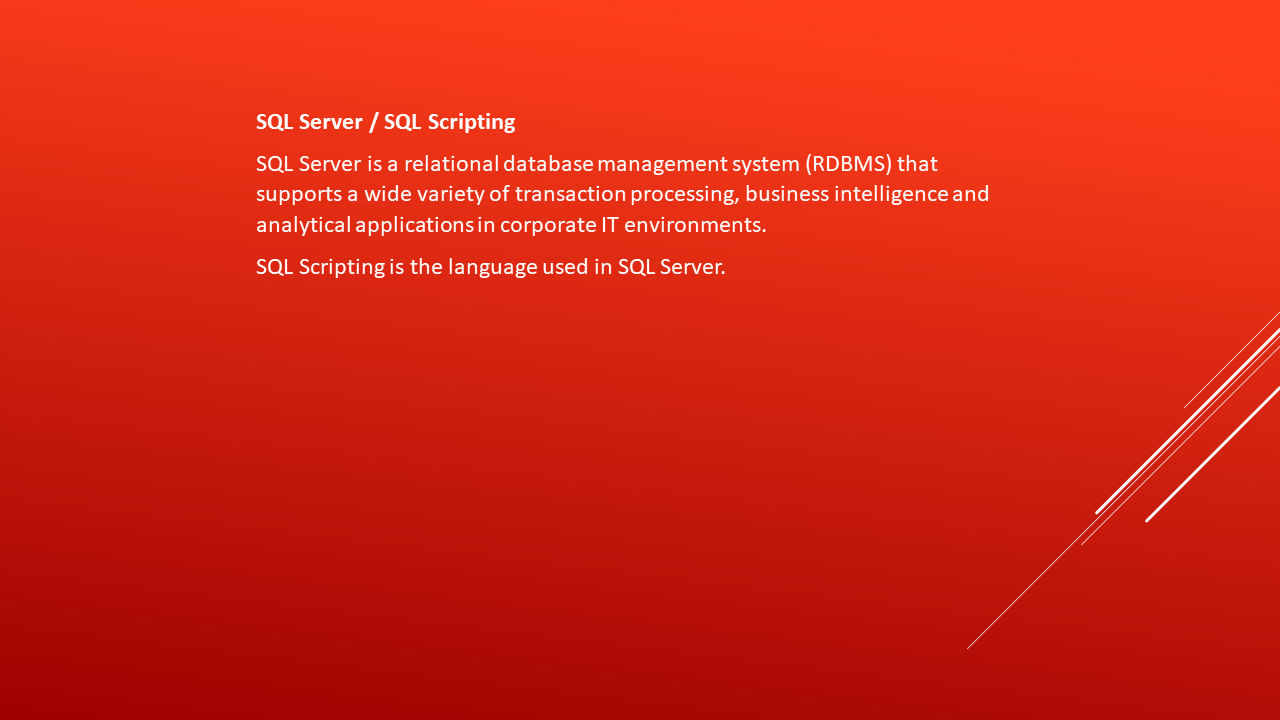 SQL Server / SQL Scripting
SQL Server is a relational database management system (RDBMS) that
supports a wide variety of transaction processing, business intelligence and
analytical applications in corporate IT environments.
SQL Scripting is the language used in SQL Server.